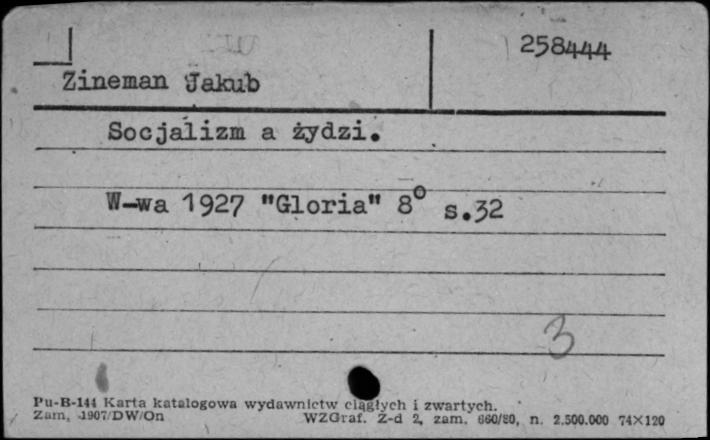 258444
Zineman Jakub
Socjalizm a żydzi.
W-wa 1927 "Gloria" 8° s.32
3
Pu-B-144 Karta katalogowa wydawnictw ciągłych i zwartych.
Zam. 1907/DW/On WZGraf. Z-d 2, zam. 660/80, n. 2.500.000 74×120